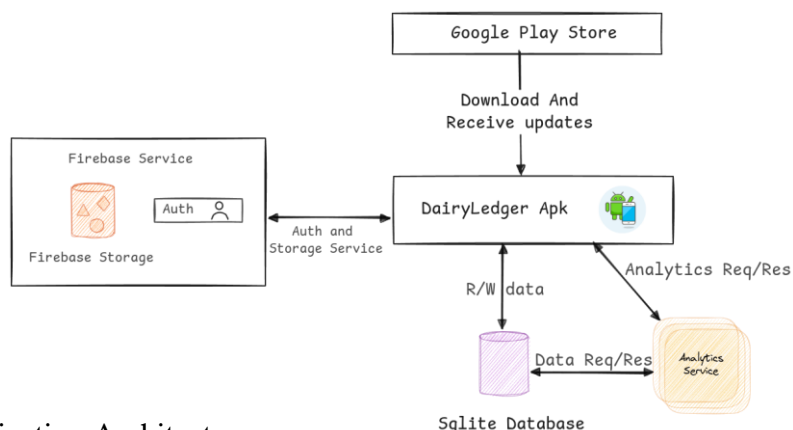 Google Play Store
Download And
Receive updates
Firebase Service
Auth
Firebase Storage
Auth and
Storage Service
DairyLedger Apk
R/W data
Analytics Req/Res
Data Req/Res
Analytics
Service
Sqlite Database